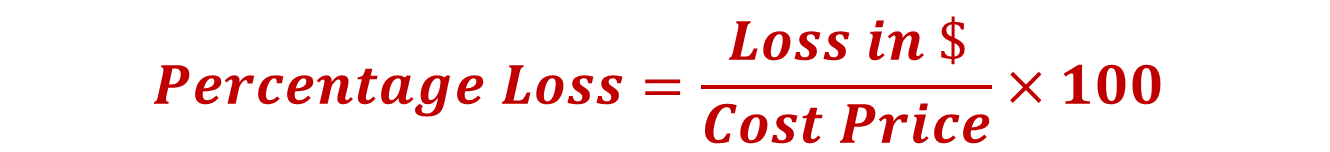 Percentage Loss = Loss in $ / Cost Price × 100